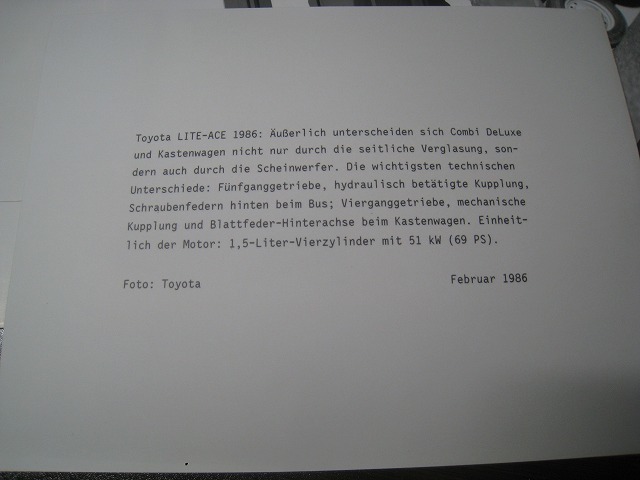 Toyota LITE-ACE 1986: Äußerlich unterscheiden sich Combi DeLuxe
und Kastenwagen nicht nur durch die seitliche Verglasung, son-
dern auch durch die Scheinwerfer. Die wichtigsten technischen
Unterschiede: Fünfganggetriebe, hydraulisch betätigte Kupplung,
Schraubenfedern hinten beim Bus; Vierganggetriebe, mechanische
Kupplung und Blattfeder-Hinterachse beim Kastenwagen. Einheit-
lich der Motor: 1,5-Liter-Vierzylinder mit 51 kW (69 PS).
Foto: Toyota Februar 1986